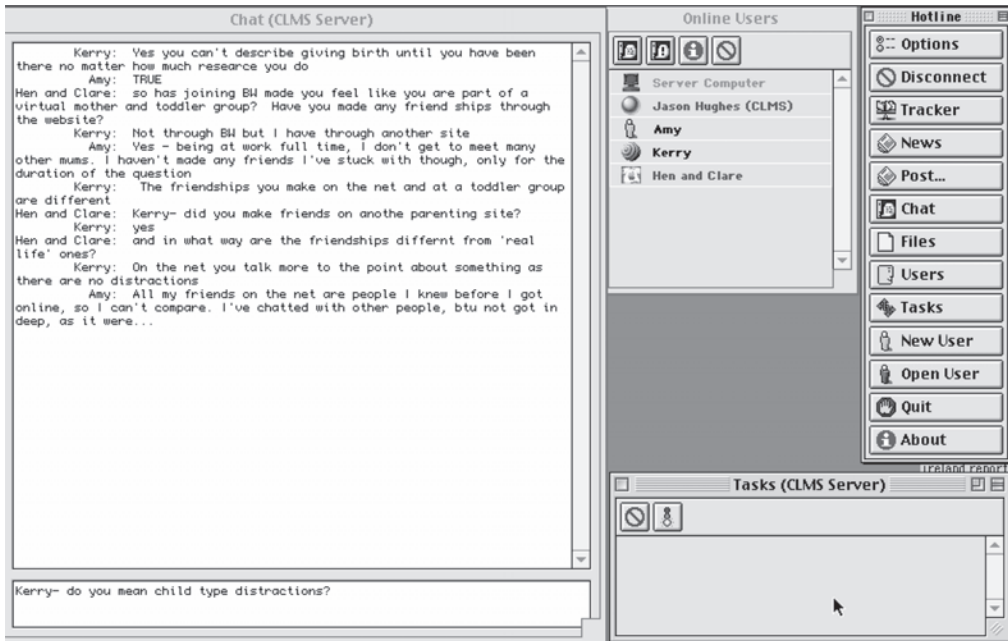 Chat (CLMS Server)
Kerry: Yes you can't describe giving birth until you have been
there no matter how much researce you do
Amy: TRUE
Hen and Clare: so has joining BW made you feel like you are part of a
virtual mother and toddler group? Have you made any friend ships through
the website?
Kerry: Not through BW but I have through another site
Amy: Yes - being at work full time, I don't get to meet many
other mums. I haven't made any friends I've stuck with though, only for the
duration of the question
Kerry: The friendships you make on the net and at a toddler group
are different
Hen and Clare: Kerry- did you make friends on anothe parenting site?
Kerry: yes
Hen and Clare: and in what way are the friendships differnt from 'real
life' ones?
Kerry: On the net you talk more to the point about something as
there are no distractions
Amy: All my friends on the net are people I knew before I got
online, so I can't compare. I've chatted with other people, btu not got in
deep, as it were...
Kerry- do you mean child type distractions?
Online Users
Server Computer
Jason Hughes (CLMS)
Amy
Kerry
Hen and Clare
Hotline
Options
Disconnect
Tracker
News
Post...
Chat
Files
Users
Tasks
New User
Open User
Quit
About
ireland report
Tasks (CLMS Server)